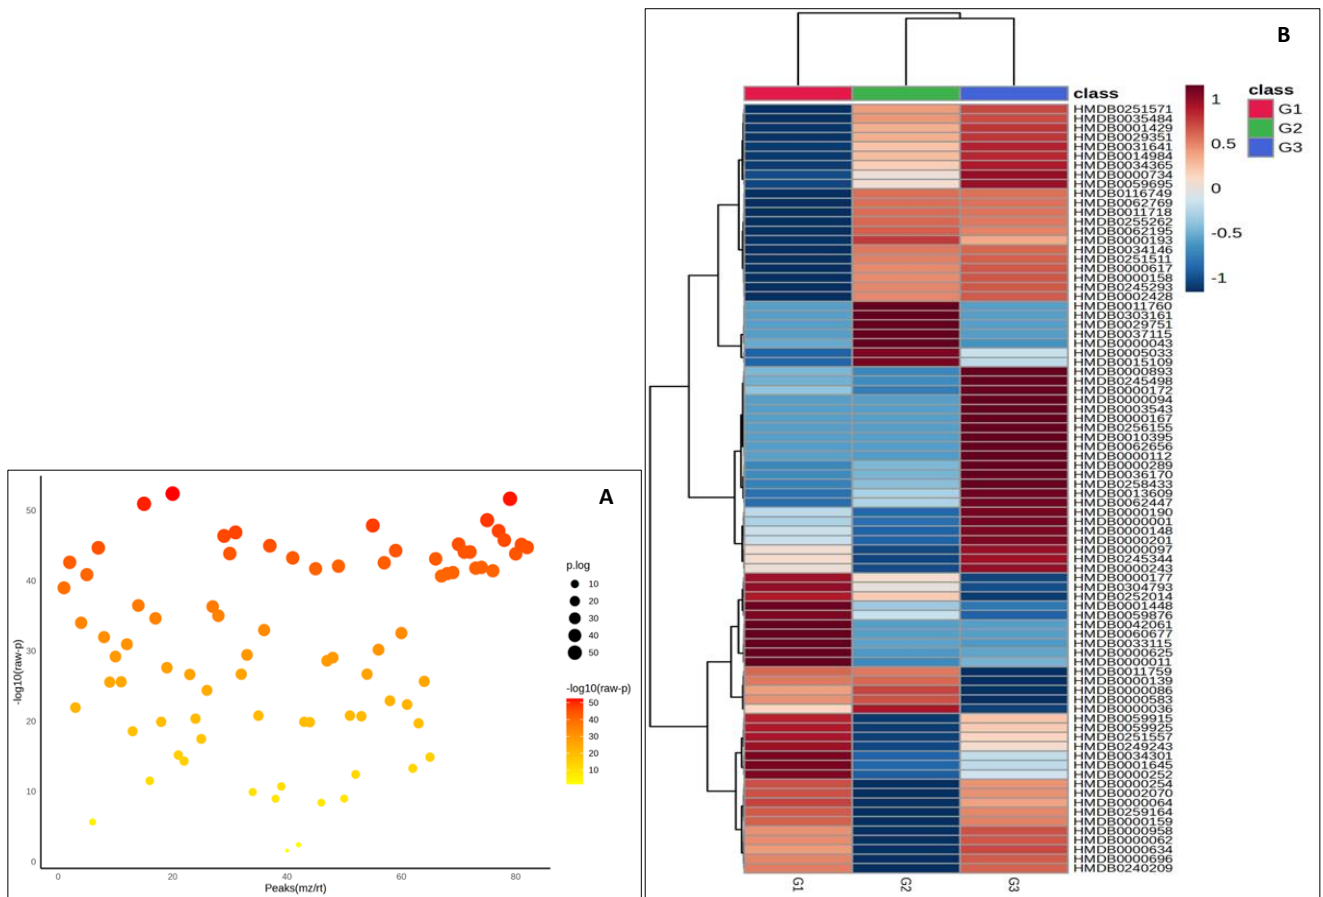 A
-log10(raw-p)
50
40
30
20
10
0
0 20 40 60 80
Peaks(mz/rt)
p.log
10
20
30
40
50
-log10(raw-p)
50
40
30
20
10
B
class
HMDB0251571
HMDB0035484
HMDB0001429
HMDB0029351
HMDB0031641
HMDB0014984
HMDB0034365
HMDB0000734
HMDB0059695
HMDB0116749
HMDB0062769
HMDB0011718
HMDB0255262
HMDB0062195
HMDB0000193
HMDB0034146
HMDB0251511
HMDB0000617
HMDB0000158
HMDB0245293
HMDB0002428
HMDB0011760
HMDB0303161
HMDB0029751
HMDB0037115
HMDB0000043
HMDB0005033
HMDB0015109
HMDB0000893
HMDB0245498
HMDB0000172
HMDB0000094
HMDB0003543
HMDB0000167
HMDB0256155
HMDB0010395
HMDB0062656
HMDB0000112
HMDB0000289
HMDB0036170
HMDB0258433
HMDB0013609
HMDB0062447
HMDB0000190
HMDB0000001
HMDB0000148
HMDB0000201
HMDB0000097
HMDB0245344
HMDB0000243
HMDB0000177
HMDB0304793
HMDB0252014
HMDB0001448
HMDB0059876
HMDB0042061
HMDB0060677
HMDB0033115
HMDB0000625
HMDB0000011
HMDB0011759
HMDB0000139
HMDB0000086
HMDB0000583
HMDB0000036
HMDB0059915
HMDB0059925
HMDB0251557
HMDB0249243
HMDB0034301
HMDB0001645
HMDB0000252
HMDB0000254
HMDB0002070
HMDB0000064
HMDB0259164
HMDB0000159
HMDB0000958
HMDB0000062
HMDB0000634
HMDB0000696
HMDB0240209
G1 G2 G3
1
0.5
0
-0.5
-1
class
G1
G2
G3